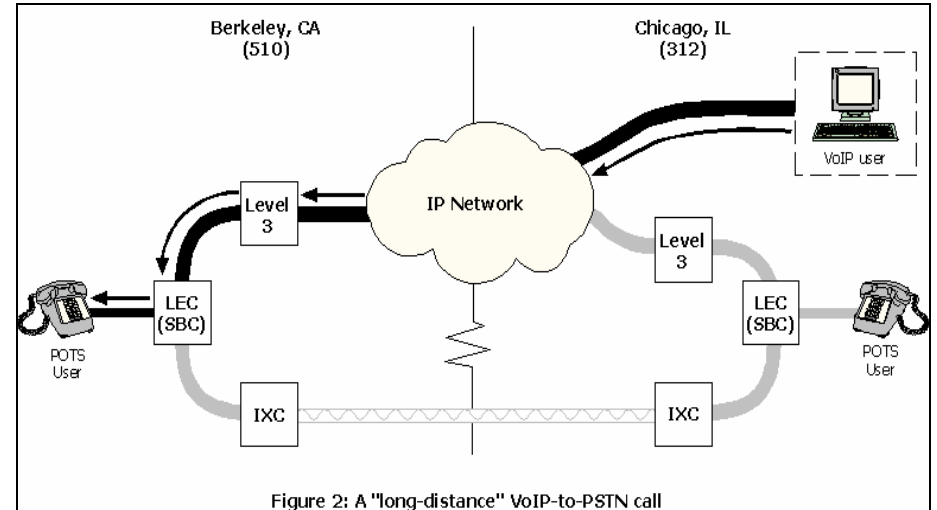 Berkeley, CA
(510)
Chicago, IL
(312)
VoIP user
IP Network
Level
3
Level
3
LEC
(SBC)
LEC
(SBC)
POTS
User
POTS
User
IXC
IXC
Figure 2: A "long-distance" VoIP-to-PSTN call